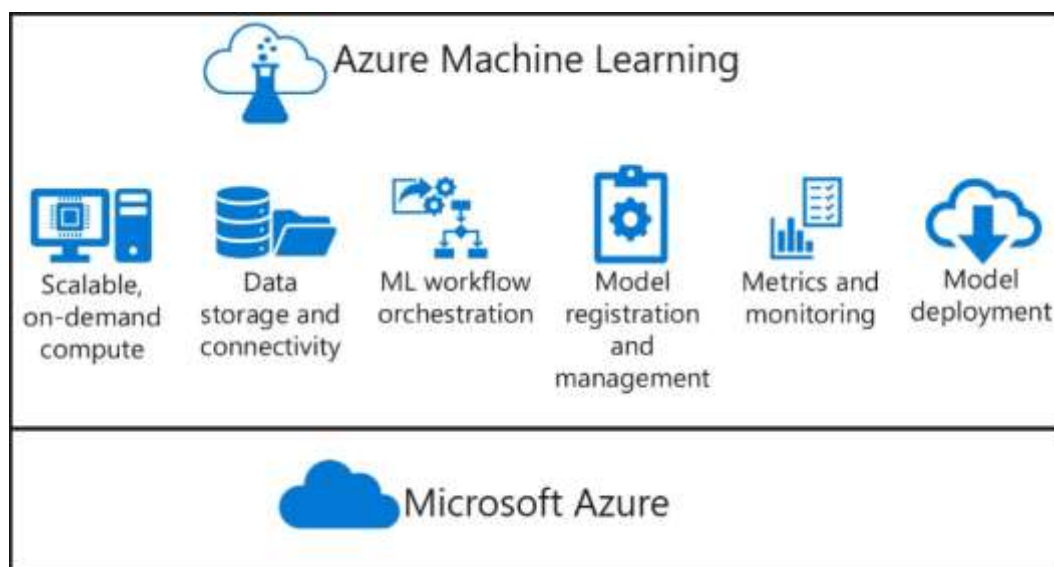 Azure Machine Learning
Scalable,
on-demand
compute
Data
storage and
connectivity
ML workflow
orchestration
Model
registration
and
management
Metrics and
monitoring
Model
deployment
Microsoft Azure